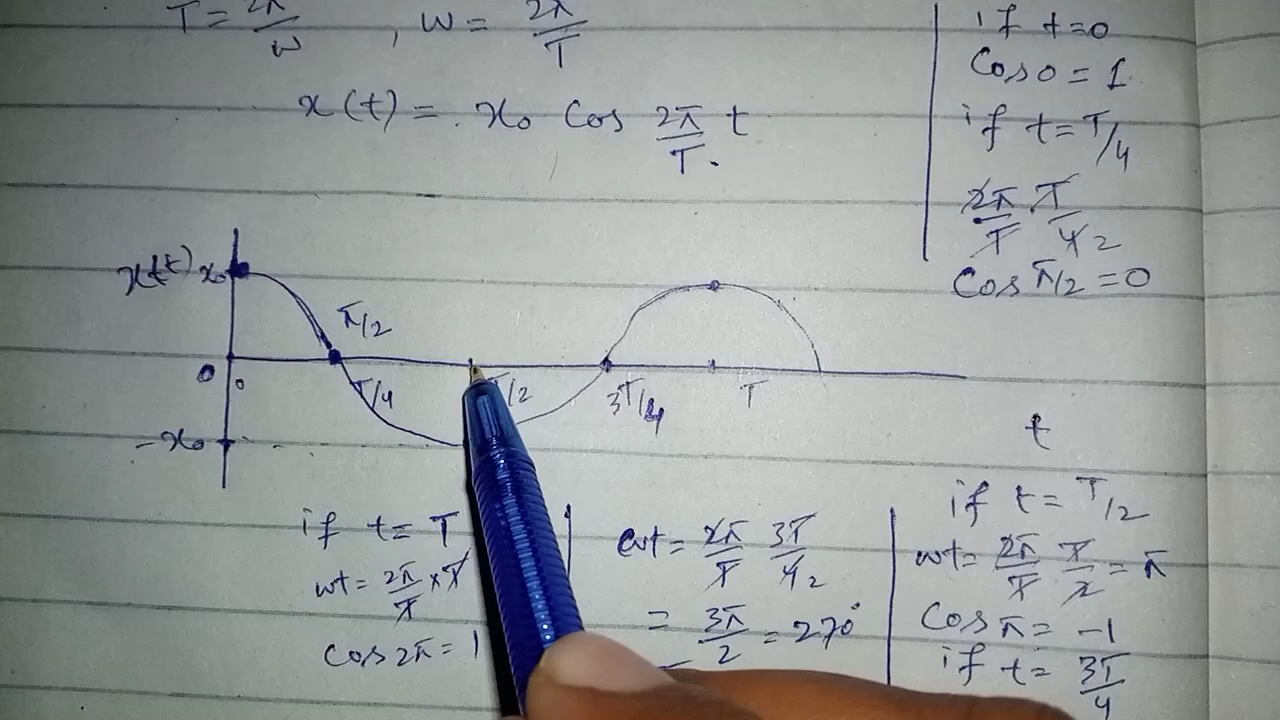 T = 2π/ω , ω = 2π/T
x(t) = x₀ cos 2π/T t
if t=0
Cos 0 = 1
if t = T/4
2π/T T/4 2
Cos π/2 = 0
x(t) x₀
π/2
0 0 T/4 T/2 3T/4 T
-x₀
t
if t = T
ωt = 2π/T × T
Cos 2π = 1
ωt = 2π/T 3T/4 2
= 3π/2 = 270°
=
if t = T/2
ωt = 2π/T T/2 = π
Cos π = -1
if t = 3T/4